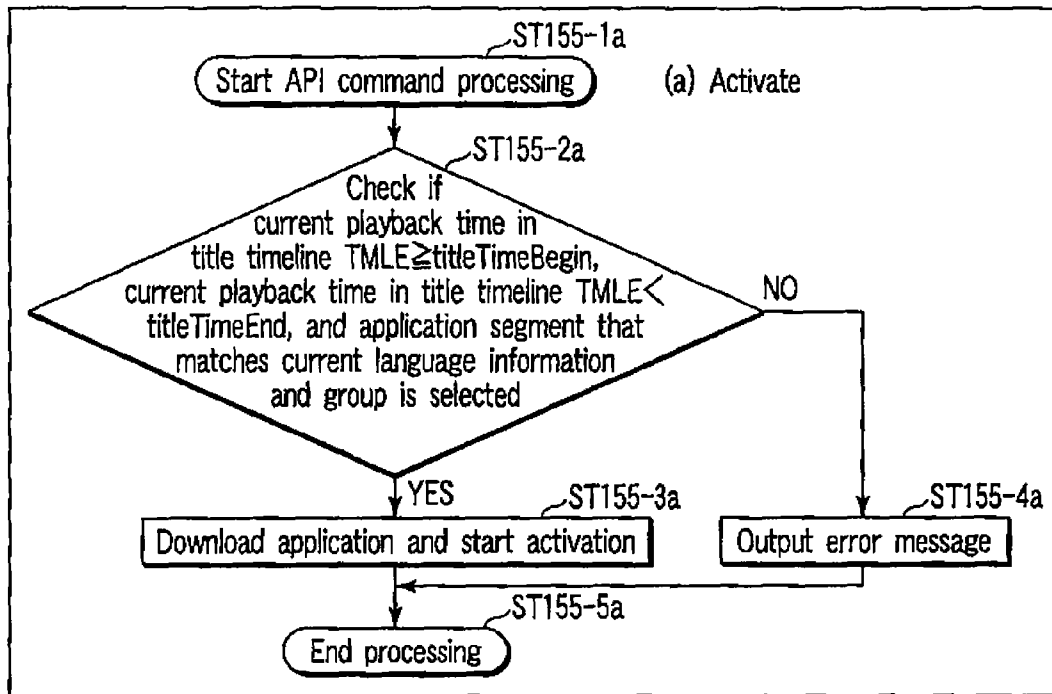 ST155-1a
Start API command processing
(a) Activate
ST155-2a
Check if
current playback time in
title timeline TMLE≧titleTimeBegin,
current playback time in title timeline TMLE<
titleTimeEnd, and application segment that
matches current language information
and group is selected
NO
YES
ST155-3a
ST155-4a
Download application and start activation
Output error message
ST155-5a
End processing